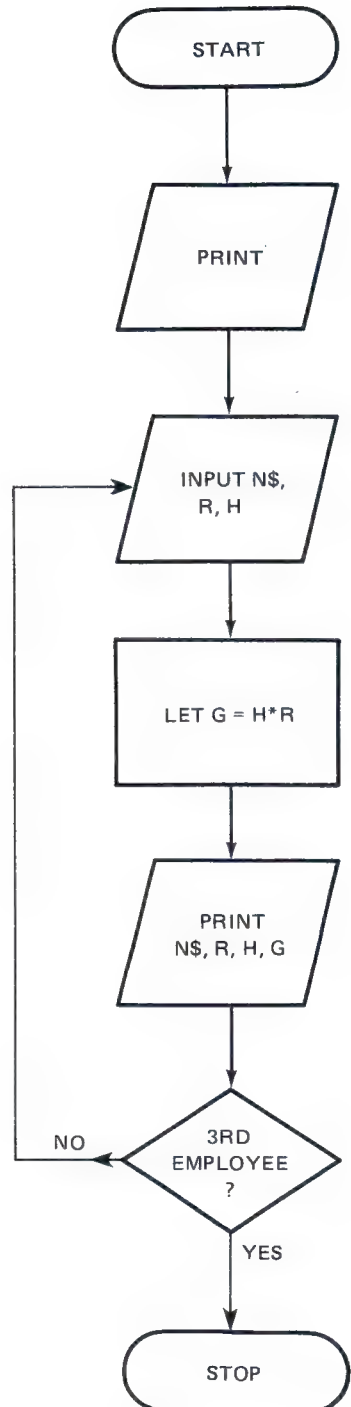 START
PRINT
INPUT N$,
R, H
LET G = H*R
PRINT
N$, R, H, G
3RD
EMPLOYEE
?
NO
YES
STOP